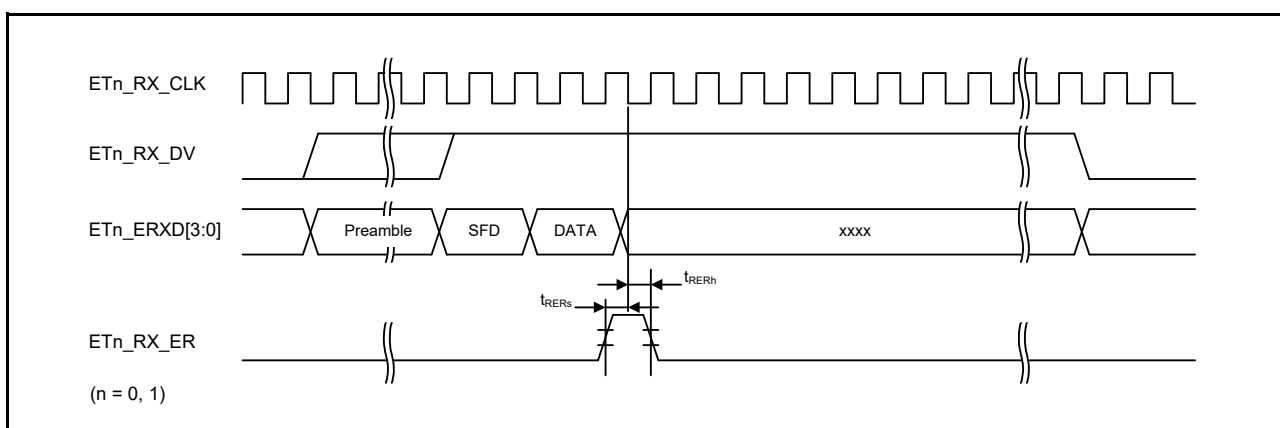 ETn_RX_CLK
ETn_RX_DV
ETn_ERXD[3:0]
Preamble
SFD
DATA
xxxx
tRERh
tRERs
ETn_RX_ER
(n = 0, 1)